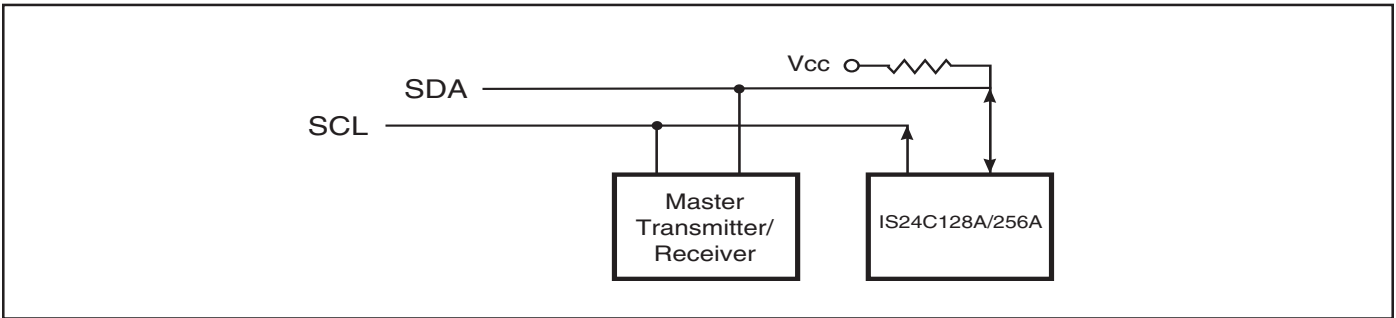 Vcc
SDA
SCL
Master
Transmitter/
Receiver
IS24C128A/256A